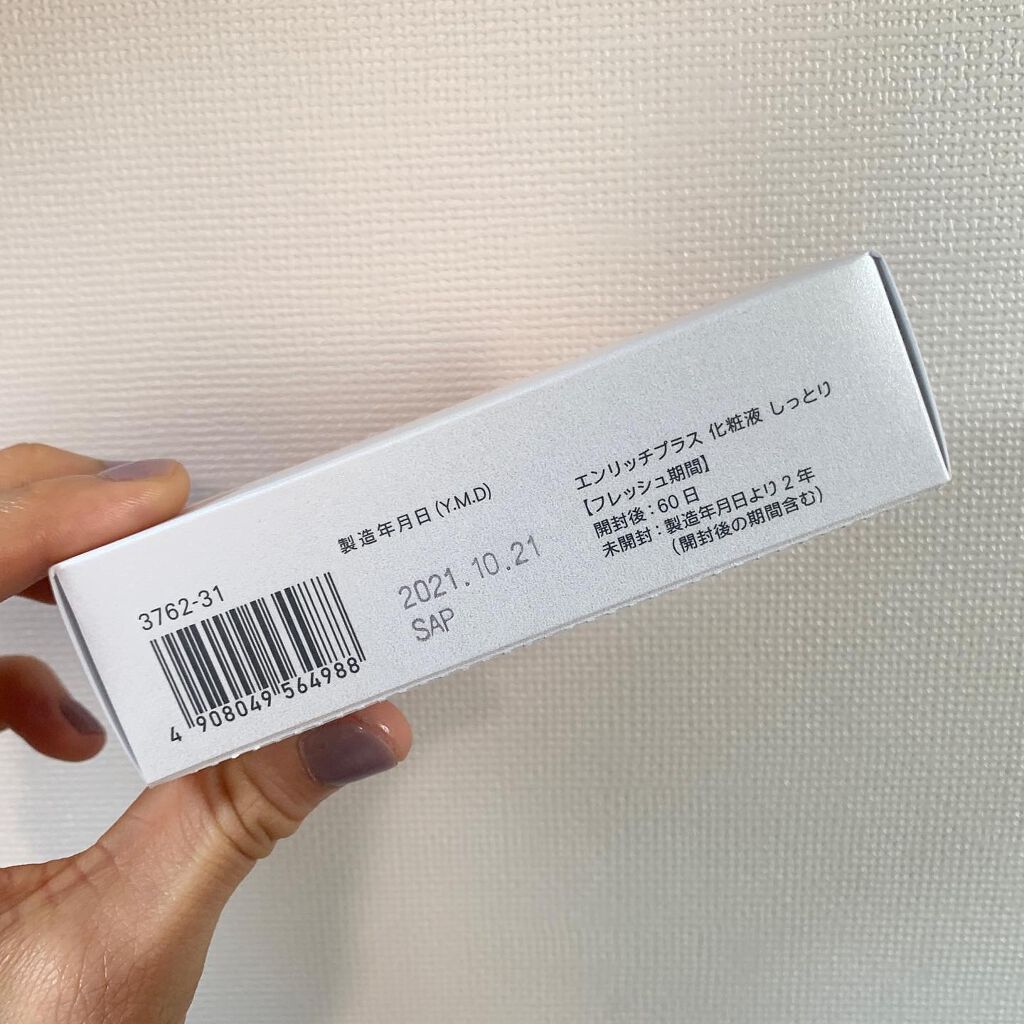 3762-31
4 908049 564988
製造年月日(Y.M.D)
2021.10.21
SAP
エンリッチプラス 化粧液 しっとり
【フレッシュ期間】
開封後:60日
未開封:製造年月日より2年
(開封後の期間含む)